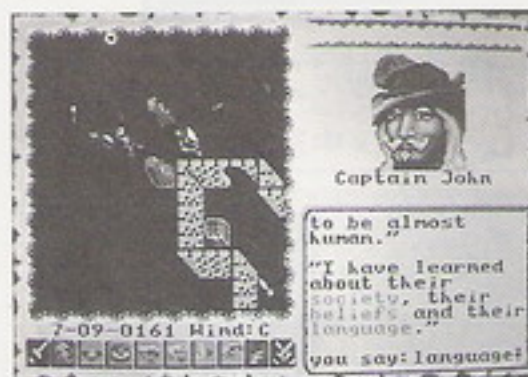 Captain John
to be almost
human."
"I have learned
about their
society, their
beliefs and their
language."
you say:language?
7-09-0161 Wind:C